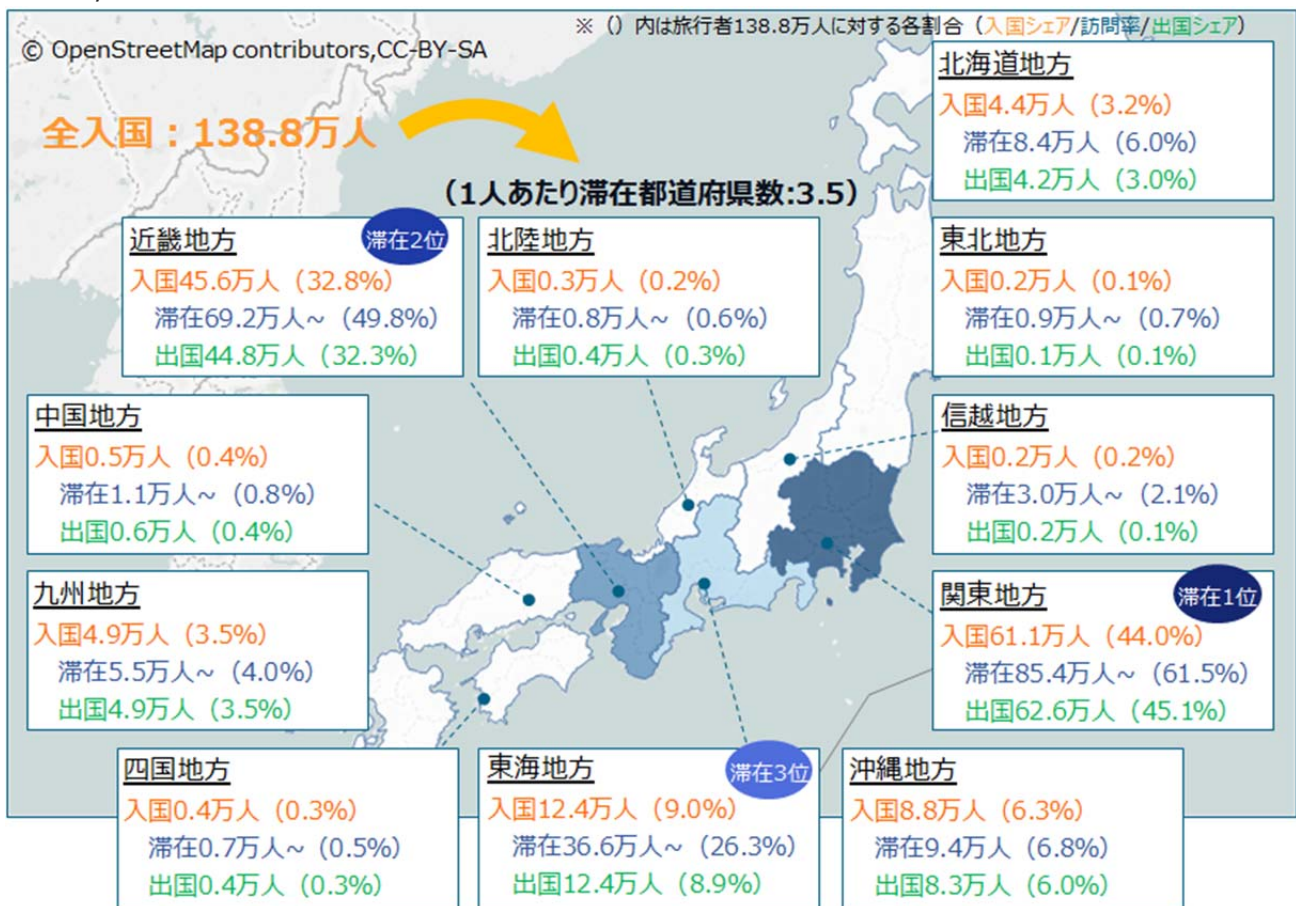 ※（）内は旅行者138.8万人に対する各割合（入国シェア/訪問率/出国シェア）
© OpenStreetMap contributors,CC-BY-SA
全入国：138.8万人
（1人あたり滞在都道府県数:3.5）
北海道地方
入国4.4万人（3.2%）
滞在8.4万人（6.0%）
出国4.2万人（3.0%）
近畿地方
滞在2位
入国45.6万人（32.8%）
滞在69.2万人~（49.8%）
出国44.8万人（32.3%）
北陸地方
入国0.3万人（0.2%）
滞在0.8万人~（0.6%）
出国0.4万人（0.3%）
東北地方
入国0.2万人（0.1%）
滞在0.9万人~（0.7%）
出国0.1万人（0.1%）
中国地方
入国0.5万人（0.4%）
滞在1.1万人~（0.8%）
出国0.6万人（0.4%）
信越地方
入国0.2万人（0.2%）
滞在3.0万人~（2.1%）
出国0.2万人（0.1%）
九州地方
入国4.9万人（3.5%）
滞在5.5万人~（4.0%）
出国4.9万人（3.5%）
関東地方
滞在1位
入国61.1万人（44.0%）
滞在85.4万人~（61.5%）
出国62.6万人（45.1%）
四国地方
入国0.4万人（0.3%）
滞在0.7万人~（0.5%）
出国0.4万人（0.3%）
東海地方
滞在3位
入国12.4万人（9.0%）
滞在36.6万人~（26.3%）
出国12.4万人（8.9%）
沖縄地方
入国8.8万人（6.3%）
滞在9.4万人（6.8%）
出国8.3万人（6.0%）